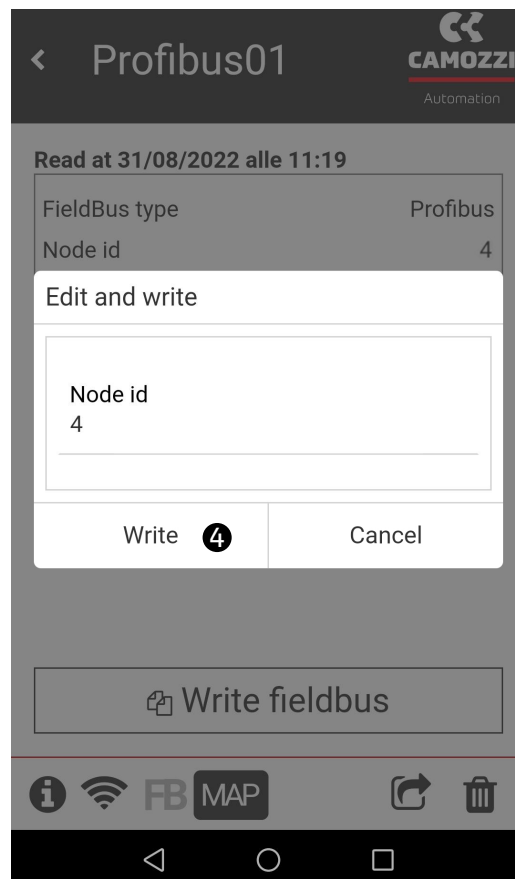 Profibus01
CAMOZZI
Automation
Read at 31/08/2022 alle 11:19
FieldBus type Profibus
Node id 4
Edit and write
Node id
4
Write 4 Cancel
Write fieldbus
FB MAP